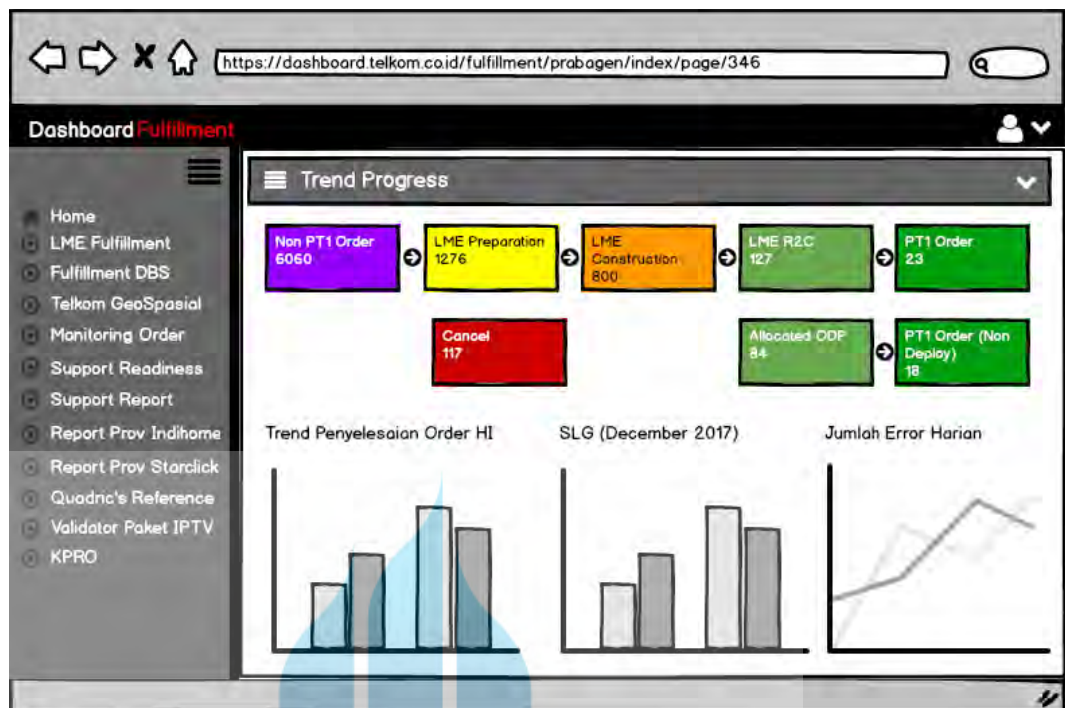 https://dashboard.telkom.co.id/fulfillment/prabagen/index/page/346
Dashboard Fulfillment
Home
LME Fulfillment
Fulfillment DBS
Telkom GeoSpasial
Monitoring Order
Support Readiness
Support Report
Report Prov Indihome
Report Prov Starclick
Quadric's Reference
Validator Paket IPTV
KPRO
Trend Progress
Non PT1 Order
6060
LME Preparation
1276
LME
Construction
800
LME R2C
127
PT1 Order
23
Cancel
117
Allocated ODP
84
PT1 Order (Non
Deploy)
18
Trend Penyelesaian Order HI
SLG (December 2017)
Jumlah Error Harian